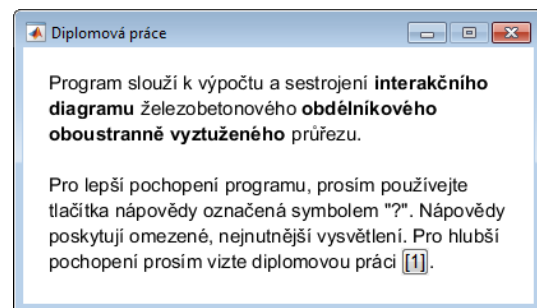 Diplomová práce
Program slouží k výpočtu a sestrojení interakčního
diagramu železobetonového obdélníkového
oboustranně vyztuženého průřezu.
Pro lepší pochopení programu, prosím používejte
tlačítka nápovědy označená symbolem "?". Nápovědy
poskytují omezené, nejnutnější vysvětlení. Pro hlubší
pochopení prosím vizte diplomovou práci [1].